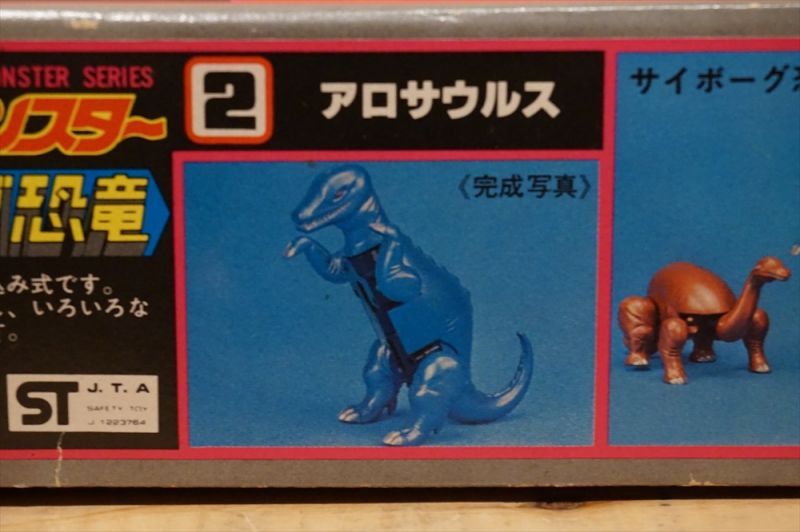 NSTER SERIES
スター
恐竜
み式です。
、いろいろな
。
ST
J.T.A
SAFETY TOY
J 1223764
2
アロサウルス
《完成写真》
サイボーグ